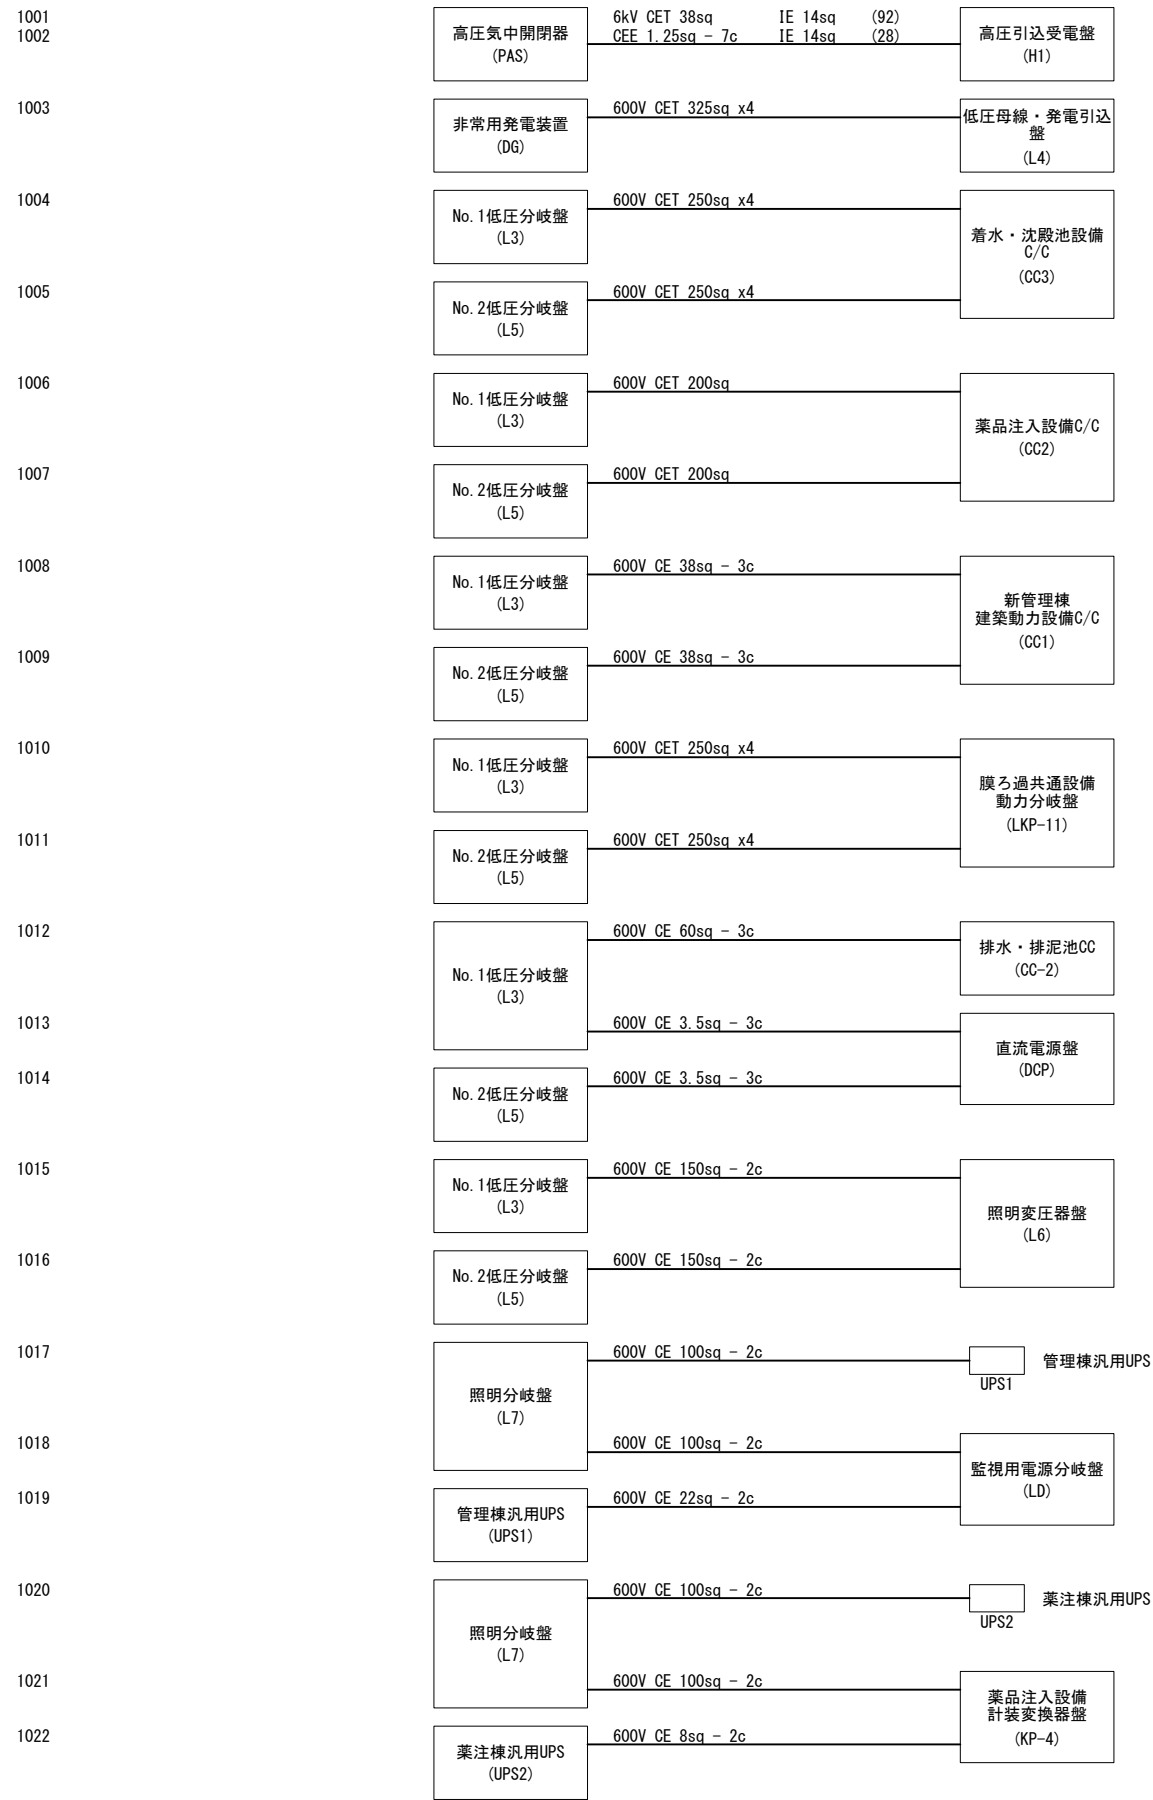 1001
1002
高圧気中開閉器
(PAS)
6kV CET 38sq IE 14sq (92)
CEE 1.25sq - 7c IE 14sq (28)
高圧引込受電盤
(H1)
1003
非常用発電装置
(DG)
600V CET 325sq x4
低圧母線・発電引込
盤
(L4)
1004
No.1低圧分岐盤
(L3)
600V CET 250sq x4
着水・沈殿池設備
C/C
(CC3)
1005
No.2低圧分岐盤
(L5)
600V CET 250sq x4
1006
No.1低圧分岐盤
(L3)
600V CET 200sq
薬品注入設備C/C
(CC2)
1007
No.2低圧分岐盤
(L5)
600V CET 200sq
1008
No.1低圧分岐盤
(L3)
600V CE 38sq - 3c
新管理棟
建築動力設備C/C
(CC1)
1009
No.2低圧分岐盤
(L5)
600V CE 38sq - 3c
1010
No.1低圧分岐盤
(L3)
600V CET 250sq x4
膜ろ過共通設備
動力分岐盤
(LKP-11)
1011
No.2低圧分岐盤
(L5)
600V CET 250sq x4
1012
No.1低圧分岐盤
(L3)
600V CE 60sq - 3c
排水・排泥池CC
(CC-2)
1013
600V CE 3.5sq - 3c
直流電源盤
(DCP)
1014
No.2低圧分岐盤
(L5)
600V CE 3.5sq - 3c
1015
No.1低圧分岐盤
(L3)
600V CE 150sq - 2c
照明変圧器盤
(L6)
1016
No.2低圧分岐盤
(L5)
600V CE 150sq - 2c
1017
照明分岐盤
(L7)
600V CE 100sq - 2c
管理棟汎用UPS
UPS1
1018
600V CE 100sq - 2c
監視用電源分岐盤
(LD)
1019
管理棟汎用UPS
(UPS1)
600V CE 22sq - 2c
1020
照明分岐盤
(L7)
600V CE 100sq - 2c
薬注棟汎用UPS
UPS2
1021
600V CE 100sq - 2c
薬品注入設備
計装変換器盤
(KP-4)
1022
薬注棟汎用UPS
(UPS2)
600V CE 8sq - 2c